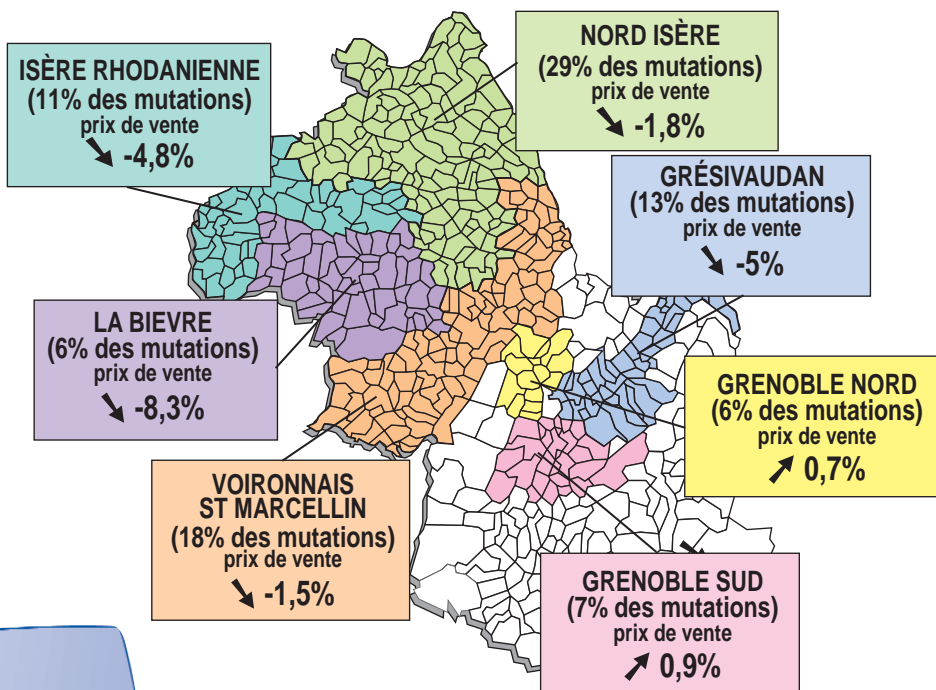 NORD ISÈRE
(29% des mutations)
prix de vente
-1,8%
ISÈRE RHODANIENNE
(11% des mutations)
prix de vente
-4,8%
GRÉSIVAUDAN
(13% des mutations)
prix de vente
-5%
LA BIEVRE
(6% des mutations)
prix de vente
-8,3%
GRENOBLE NORD
(6% des mutations)
prix de vente
0,7%
VOIRONNAIS
ST MARCELLIN
(18% des mutations)
prix de vente
-1,5%
GRENOBLE SUD
(7% des mutations)
prix de vente
0,9%